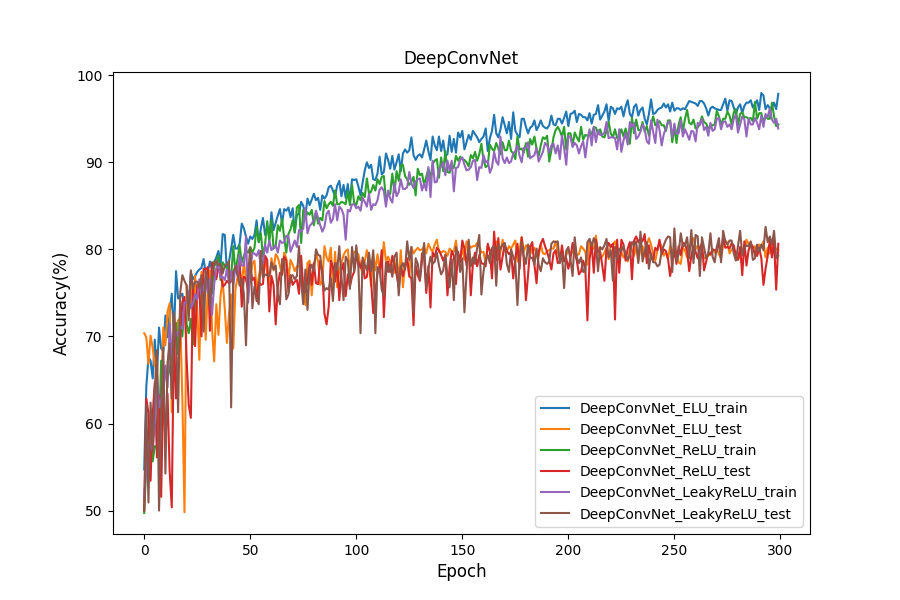 DeepConvNet
Accuracy(%)
100
90
80
70
60
50
0 50 100 150 200 250 300
Epoch
DeepConvNet_ELU_train
DeepConvNet_ELU_test
DeepConvNet_ReLU_train
DeepConvNet_ReLU_test
DeepConvNet_LeakyReLU_train
DeepConvNet_LeakyReLU_test